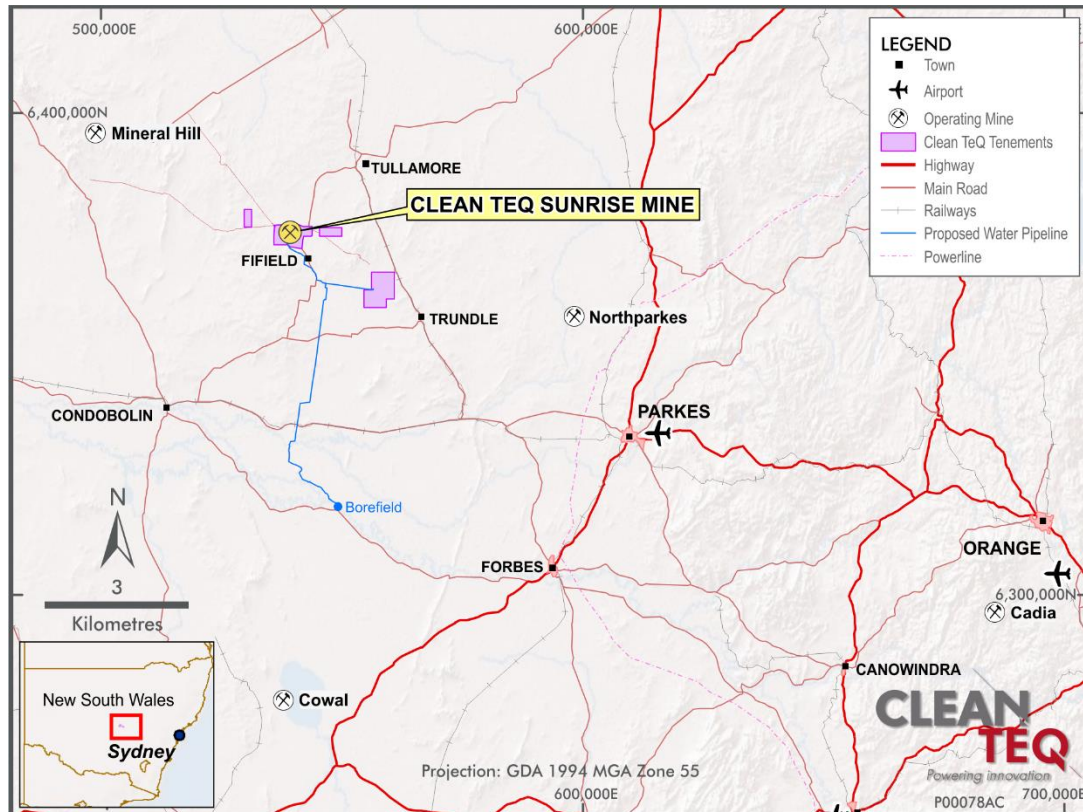 500,000E
600,000E
LEGEND
Town
Airport
Operating Mine
Clean TeQ Tenements
Highway
Main Road
Railways
Proposed Water Pipeline
Powerline
6,400,000N
Mineral Hill
TULLAMORE
CLEAN TEQ SUNRISE MINE
FIFIELD
TRUNDLE
Northparkes
CONDOBOLIN
PARKES
Borefield
N
3
Kilometres
FORBES
ORANGE
6,300,000N
Cadia
CANOWINDRA
New South Wales
Sydney
Cowal
CLEAN
TEQ
Powering innovation
Projection: GDA 1994 MGA Zone 55
P00078AC
600,000E
700,000E